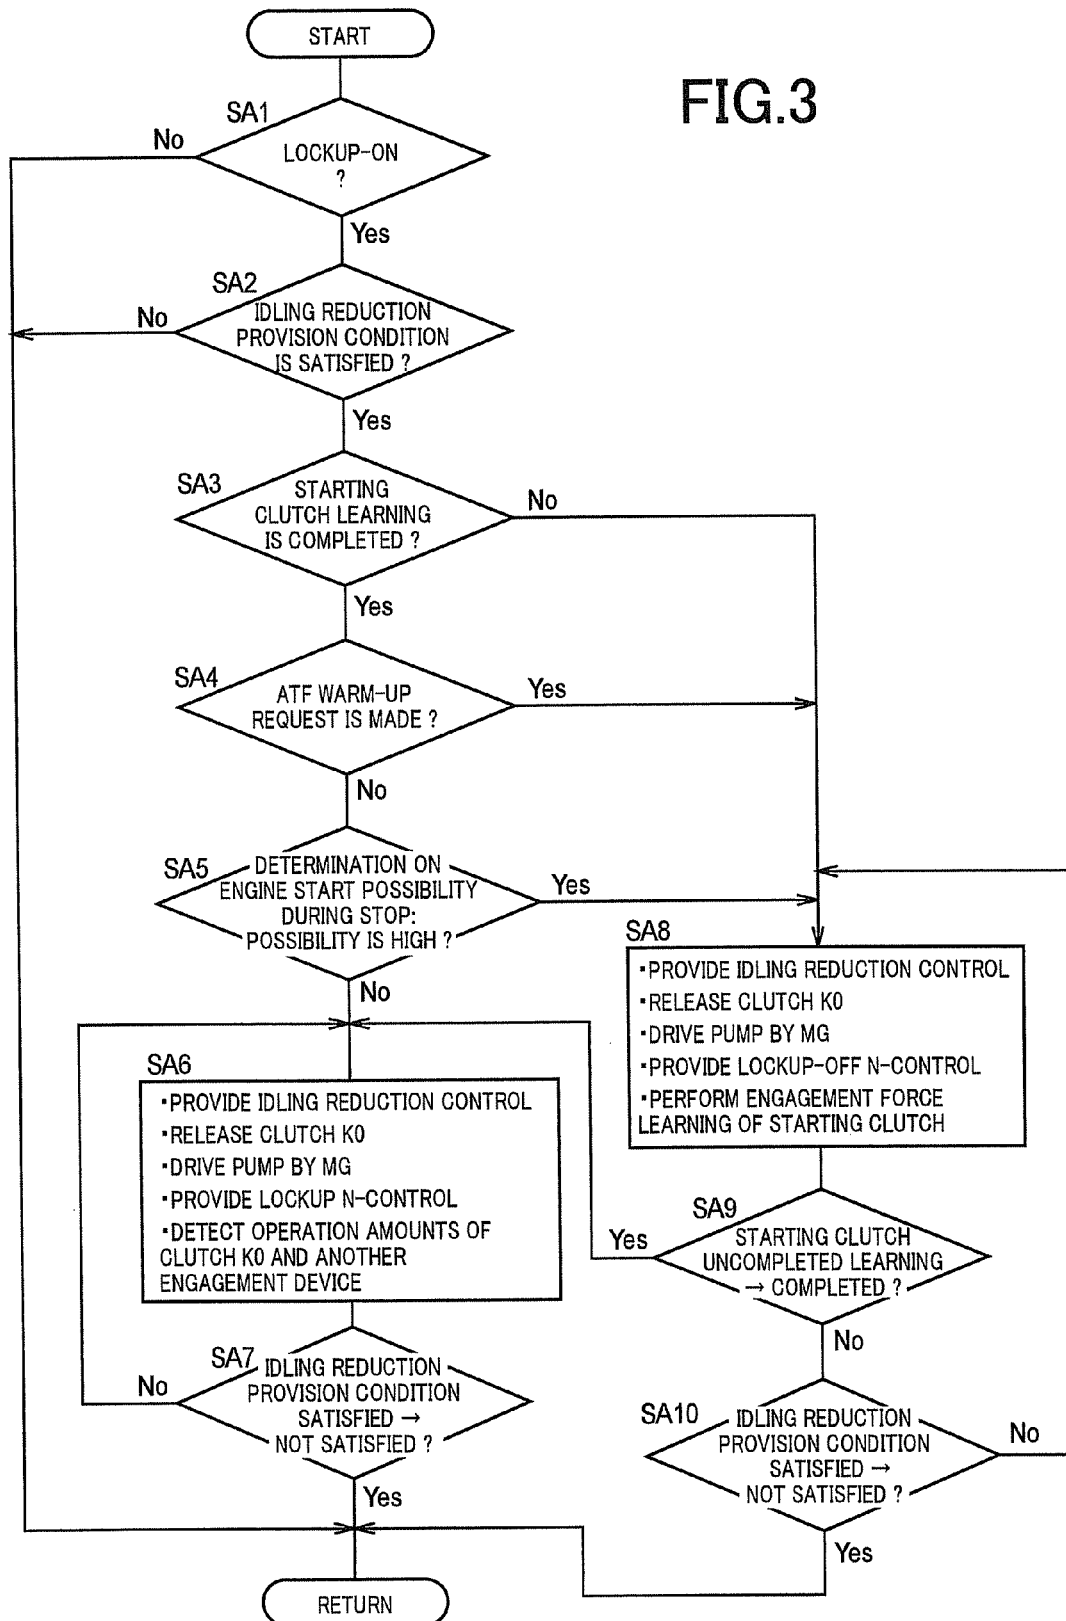 START
FIG.3
SA1
No
LOCKUP-ON
?
Yes
SA2
No
IDLING REDUCTION
PROVISION CONDITION
IS SATISFIED ?
Yes
SA3
STARTING
CLUTCH LEARNING
IS COMPLETED ?
No
Yes
SA4
ATF WARM-UP
REQUEST IS MADE ?
Yes
No
SA5
DETERMINATION ON
ENGINE START POSSIBILITY
DURING STOP:
POSSIBILITY IS HIGH ?
Yes
No
SA6
▪PROVIDE IDLING REDUCTION CONTROL
▪RELEASE CLUTCH K0
▪DRIVE PUMP BY MG
▪PROVIDE LOCKUP N-CONTROL
▪DETECT OPERATION AMOUNTS OF
CLUTCH K0 AND ANOTHER
ENGAGEMENT DEVICE
SA7
IDLING REDUCTION
PROVISION CONDITION
SATISFIED →
NOT SATISFIED ?
No
Yes
SA8
▪PROVIDE IDLING REDUCTION CONTROL
▪RELEASE CLUTCH K0
▪DRIVE PUMP BY MG
▪PROVIDE LOCKUP-OFF N-CONTROL
▪PERFORM ENGAGEMENT FORCE
LEARNING OF STARTING CLUTCH
SA9
Yes
STARTING CLUTCH
UNCOMPLETED LEARNING
→ COMPLETED ?
No
SA10
IDLING REDUCTION
PROVISION CONDITION
SATISFIED →
NOT SATISFIED ?
No
Yes
RETURN